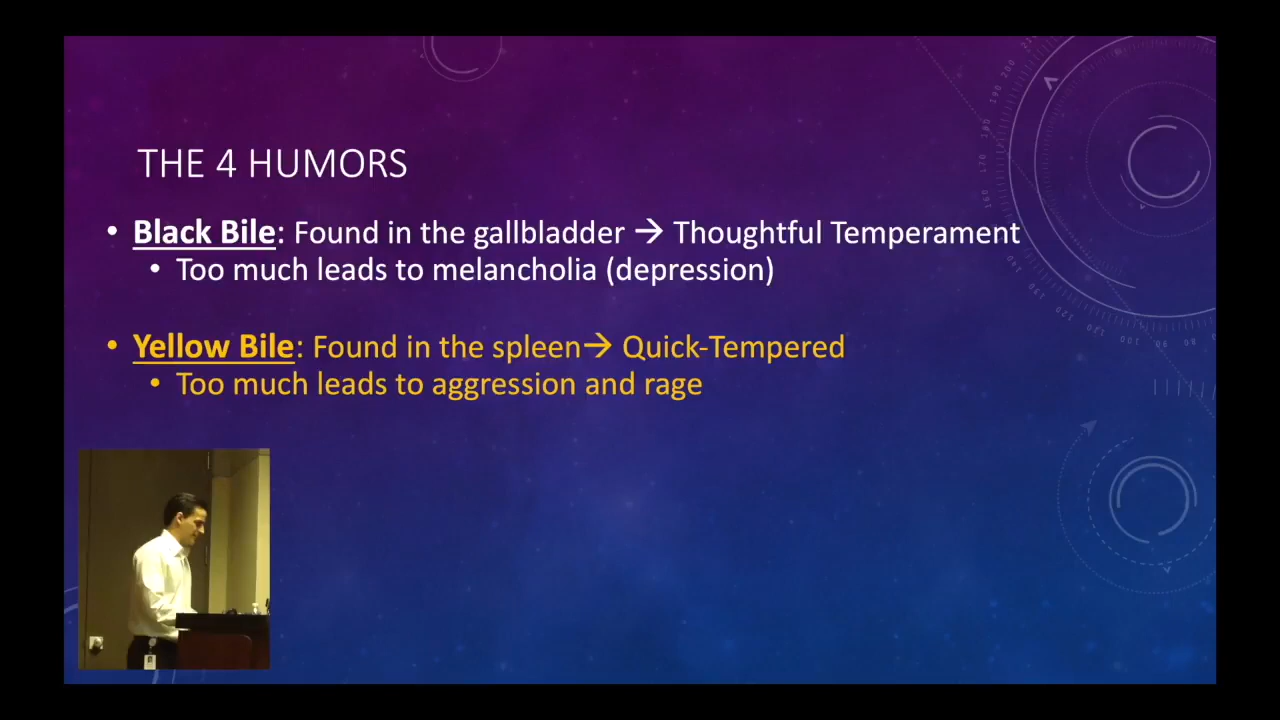 THE 4 HUMORS
• Black Bile: Found in the gallbladder → Thoughtful Temperament
• Too much leads to melancholia (depression)
• Yellow Bile: Found in the spleen→ Quick-Tempered
• Too much leads to aggression and rage